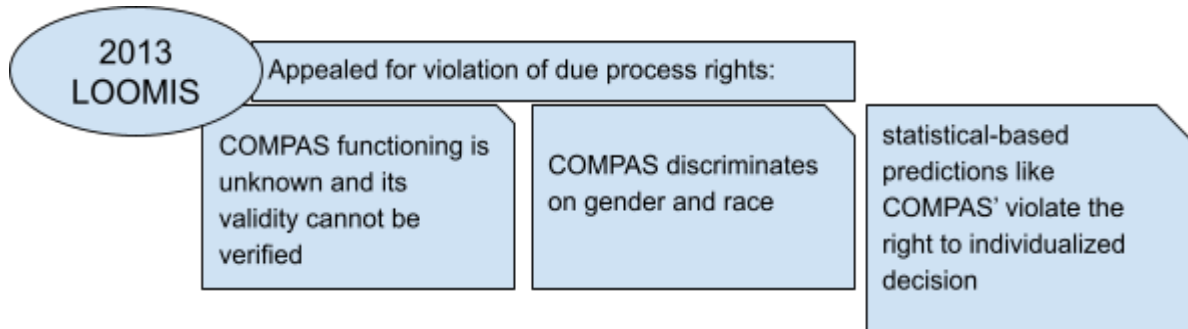 2013
LOOMIS
Appealed for violation of due process rights:
COMPAS functioning is
unknown and its
validity cannot be
verified
COMPAS discriminates
on gender and race
statistical-based
predictions like
COMPAS’ violate the
right to individualized
decision